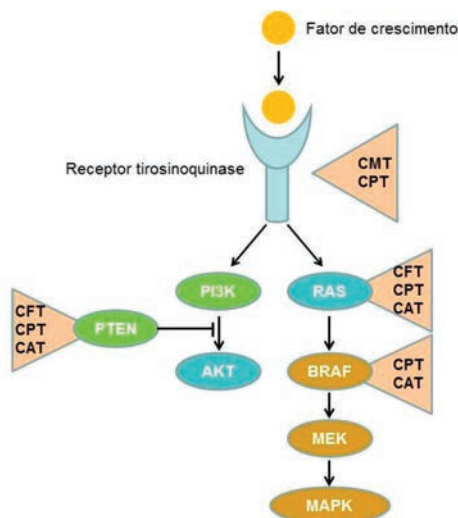 Fator de crescimento
Receptor tirosinoquinase
CMT
CPT
PI3K
RAS
CFT
CPT
CAT
CFT
CPT
CAT
PTEN
AKT
BRAF
CPT
CAT
MEK
MAPK